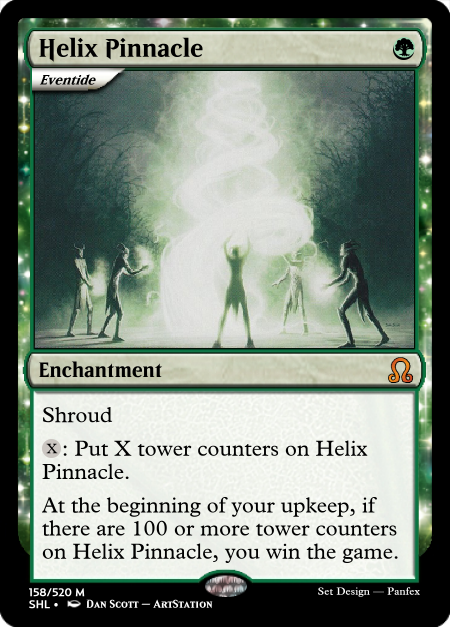 Helix Pinnacle
Eventide
Enchantment
Shroud
X: Put X tower counters on Helix
Pinnacle.
At the beginning of your upkeep, if
there are 100 or more tower counters
on Helix Pinnacle, you win the game.
158/520 M
SHL • Dan Scott — ArtStation
Set Design — Panfex